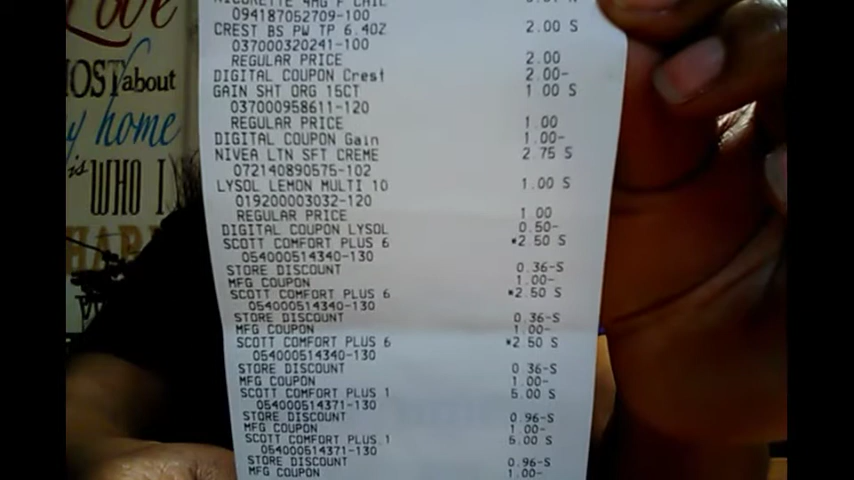 Love
MOST about
my home
is WHO I
NICORETTE 4MG F CHIL
094187052709-100
CREST BS PW TP 6.4OZ 2.00 S
037000320241-100
REGULAR PRICE 2.00
DIGITAL COUPON Crest 2.00-
GAIN SHT ORG 15CT 1.00 S
037000958611-120
REGULAR PRICE 1.00
DIGITAL COUPON Gain 1.00-
NIVEA LTN SFT CREME 2.75 S
072140890575-102
LYSOL LEMON MULTI 10 1.00 S
019200003032-120
REGULAR PRICE 1.00
DIGITAL COUPON LYSOL 0.50-
SCOTT COMFORT PLUS 6 *2.50 S
054000514340-130
STORE DISCOUNT 0.36-S
MFG COUPON 1.00-
SCOTT COMFORT PLUS 6 *2.50 S
054000514340-130
STORE DISCOUNT 0.36-S
MFG COUPON 1.00-
SCOTT COMFORT PLUS 6 *2.50 S
054000514340-130
STORE DISCOUNT 0.36-S
MFG COUPON 1.00-
SCOTT COMFORT PLUS 1 5.00 S
054000514371-130
STORE DISCOUNT 0.96-S
MFG COUPON 1.00-
SCOTT COMFORT PLUS 1 5.00 S
054000514371-130
STORE DISCOUNT 0.96-S
MFG COUPON 1.00-